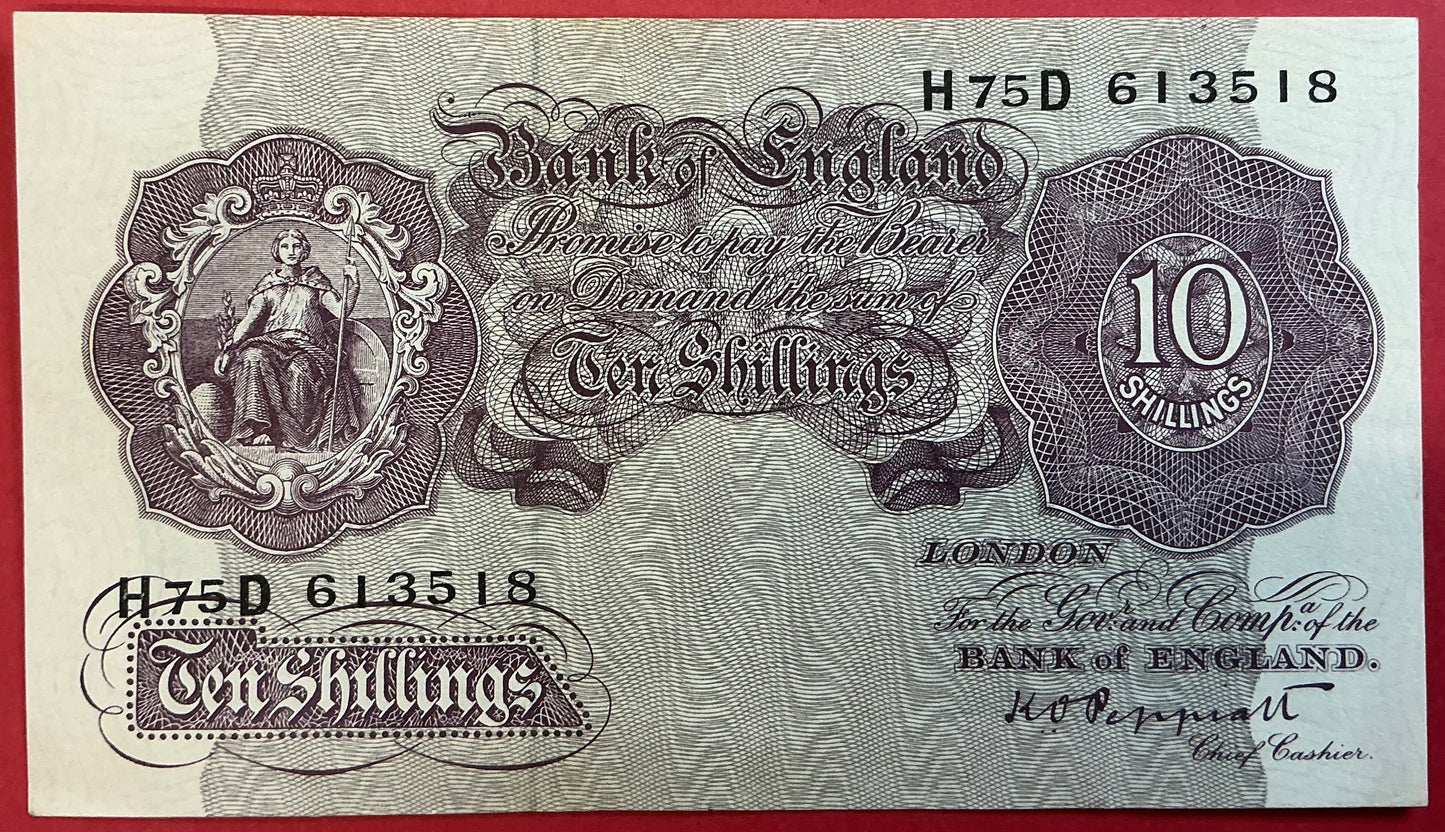 H75D 613518
Bank of England
Promise to pay the Bearer
on Demand the sum of
Ten Shillings
10
SHILLINGS
LONDON
For the Govr. and Compa. of the
BANK of ENGLAND.
K O Peppiatt
Chief Cashier.
H75D 613518
Ten Shillings